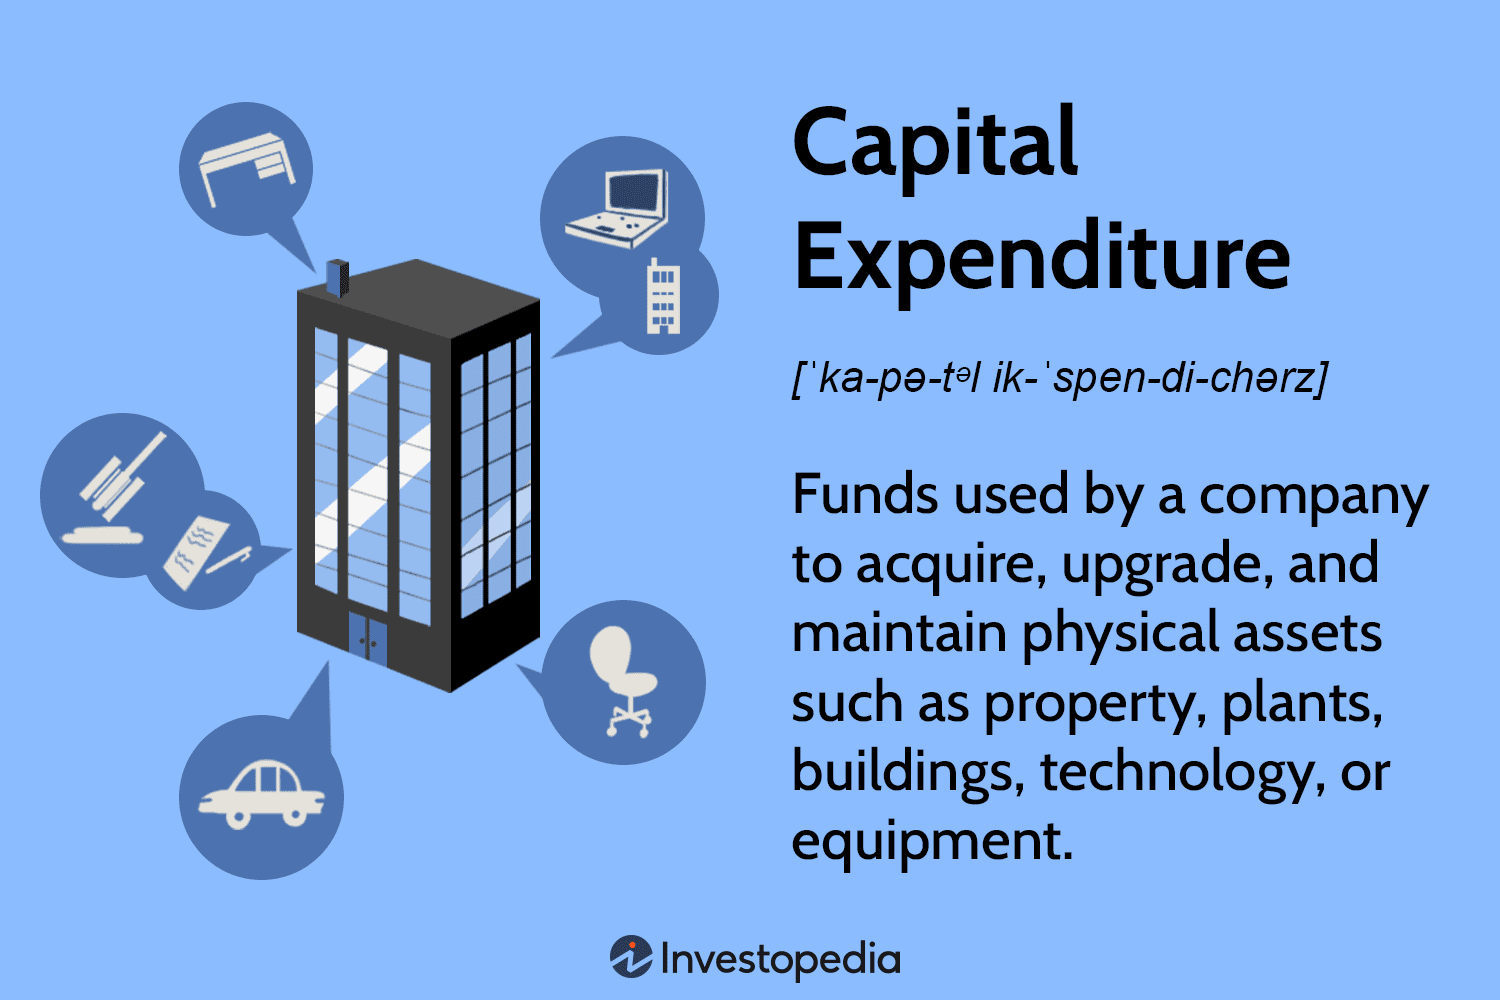 Capital
Expenditure
[ˈka-pə-tᵊl ik-ˈspen-di-chərz]
Funds used by a company
to acquire, upgrade, and
maintain physical assets
such as property, plants,
buildings, technology, or
equipment.
Investopedia